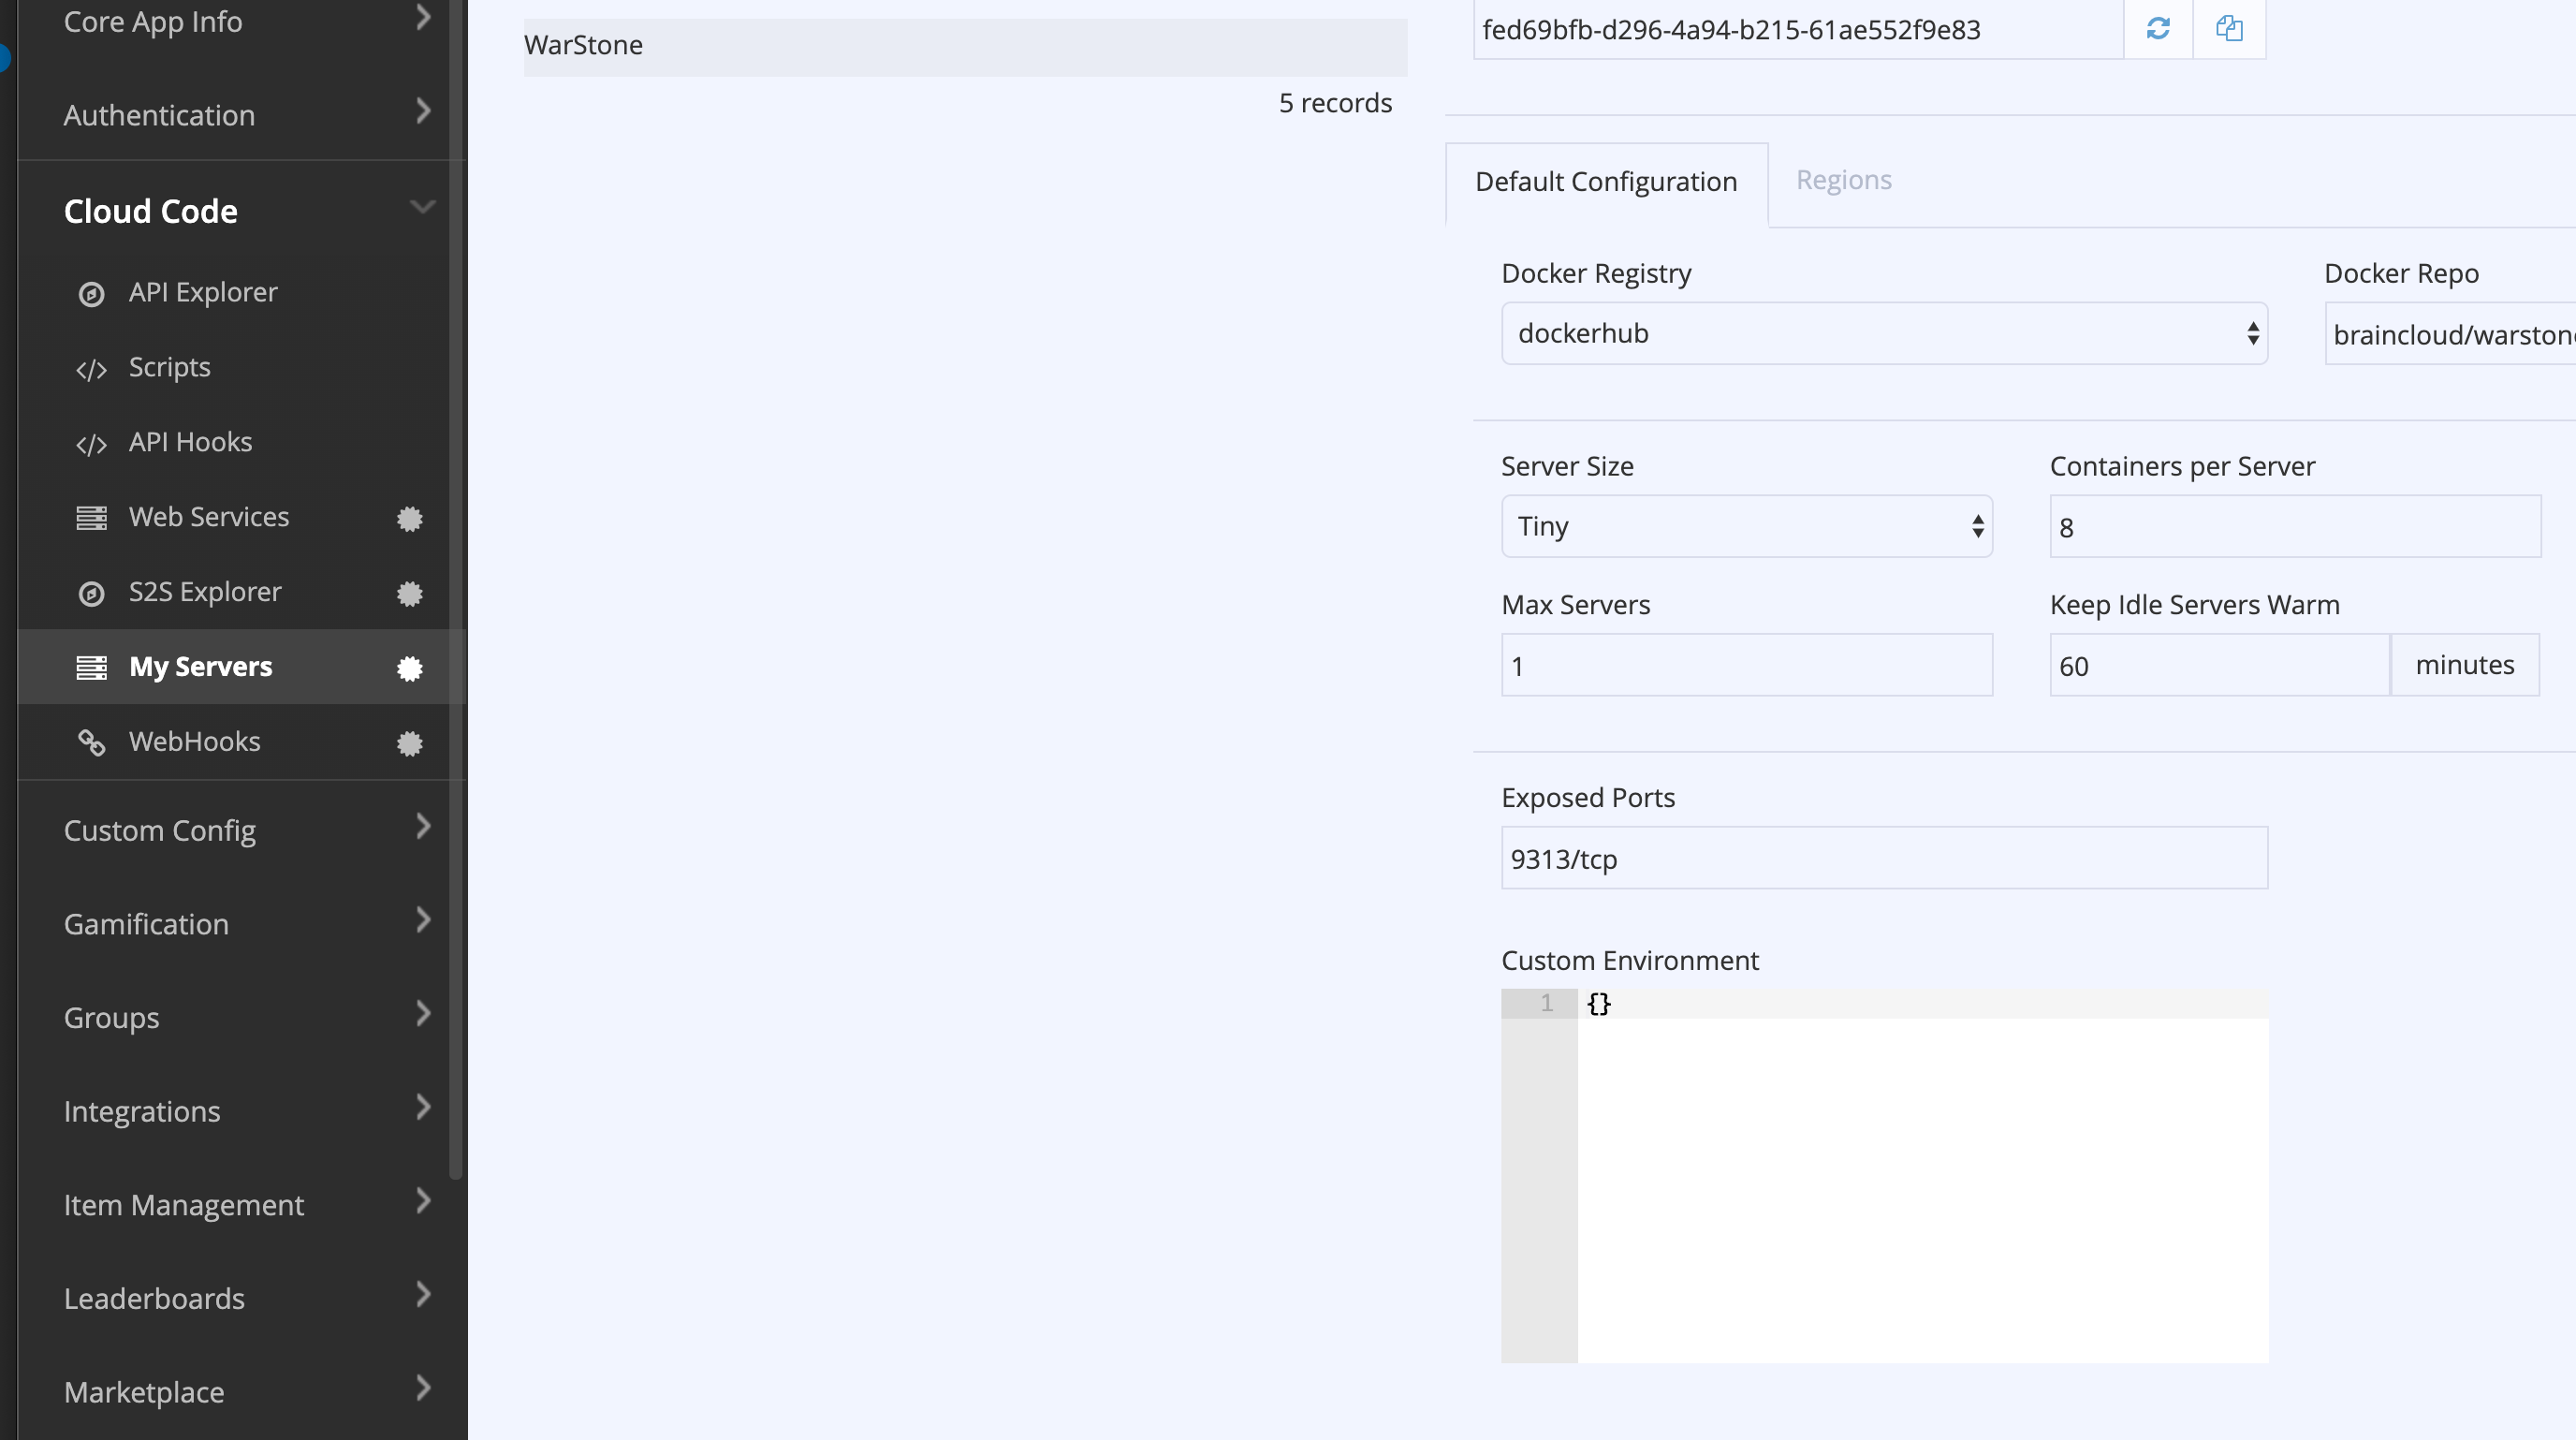 Core App Info
Authentication
Cloud Code
API Explorer
Scripts
API Hooks
Web Services
S2S Explorer
My Servers
WebHooks
Custom Config
Gamification
Groups
Integrations
Item Management
Leaderboards
Marketplace
WarStone
5 records
fed69bfb-d296-4a94-b215-61ae552f9e83
Default Configuration
Regions
Docker Registry
Docker Repo
dockerhub
braincloud/warston
Server Size
Containers per Server
Tiny
8
Max Servers
Keep Idle Servers Warm
1
60
minutes
Exposed Ports
9313/tcp
Custom Environment
1 {}